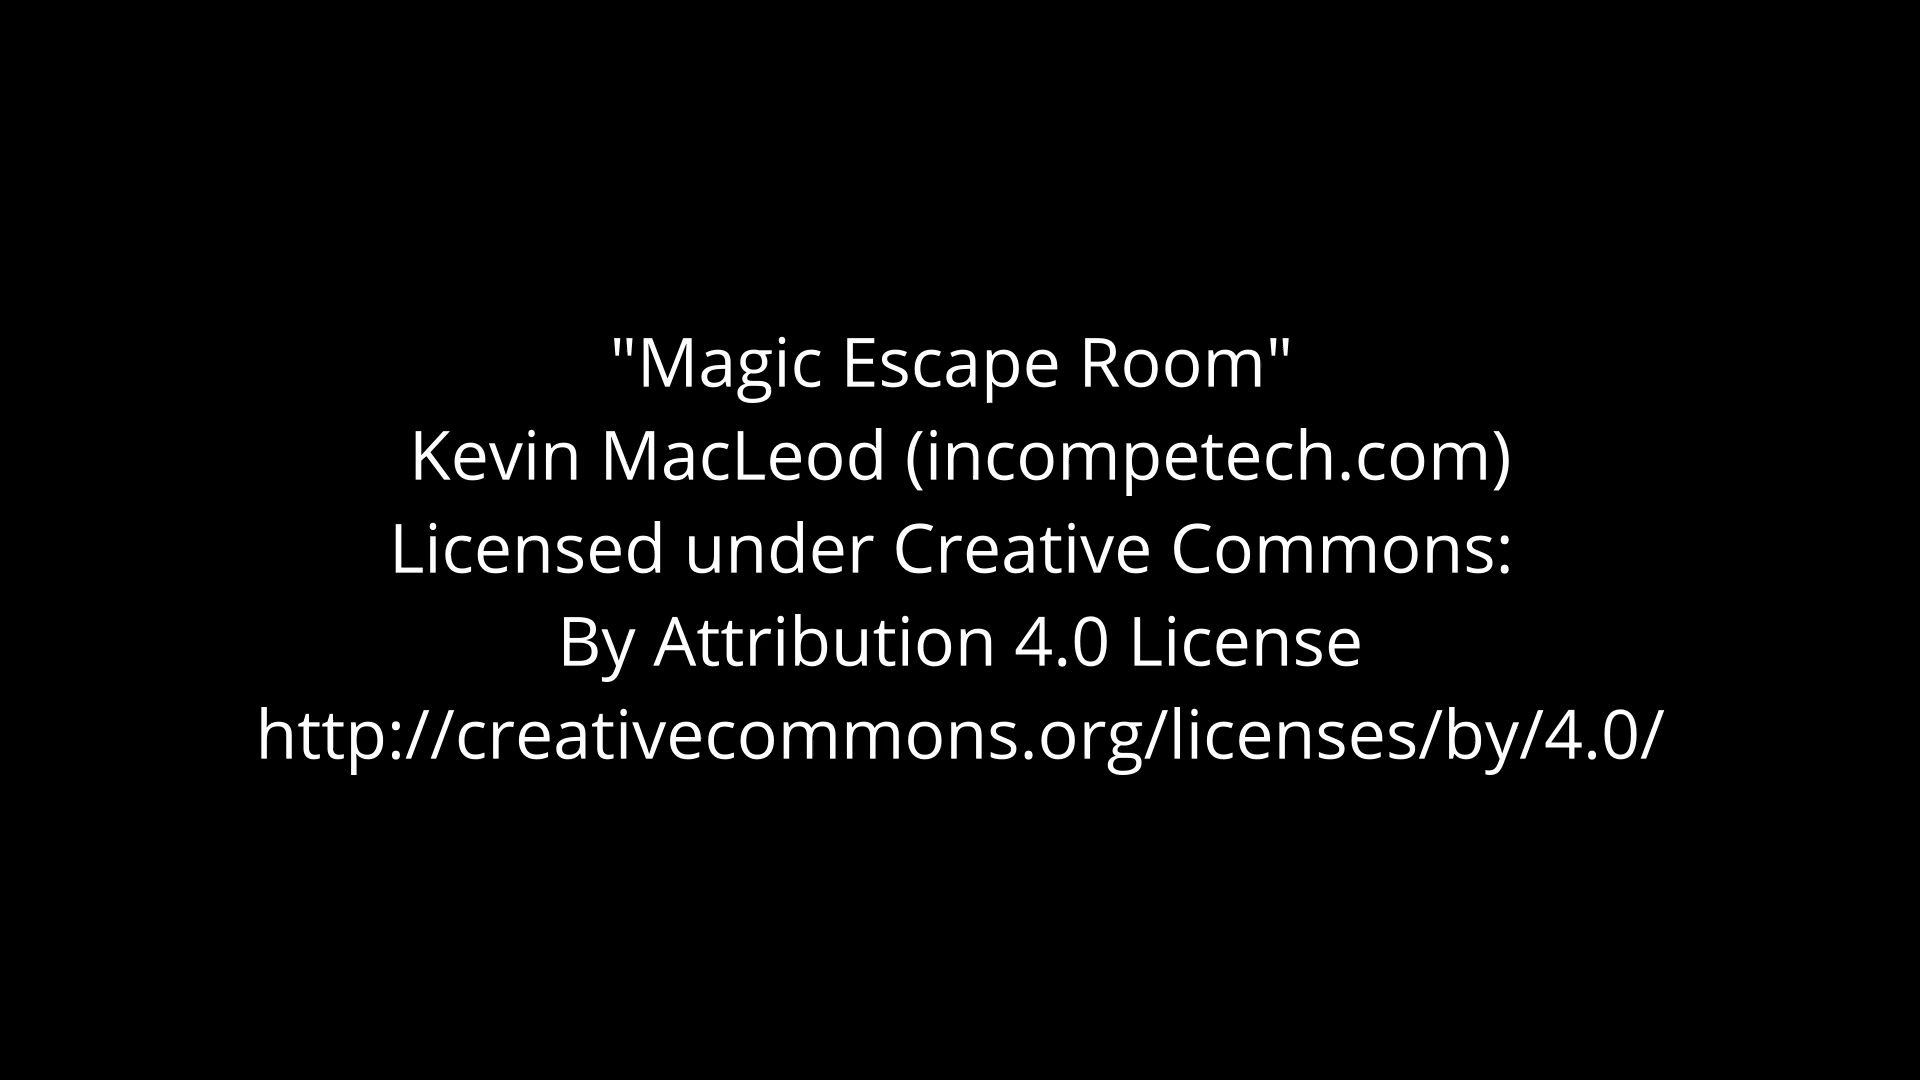 "Magic Escape Room"
Kevin MacLeod (incompetech.com)
Licensed under Creative Commons:
By Attribution 4.0 License
http://creativecommons.org/licenses/by/4.0/